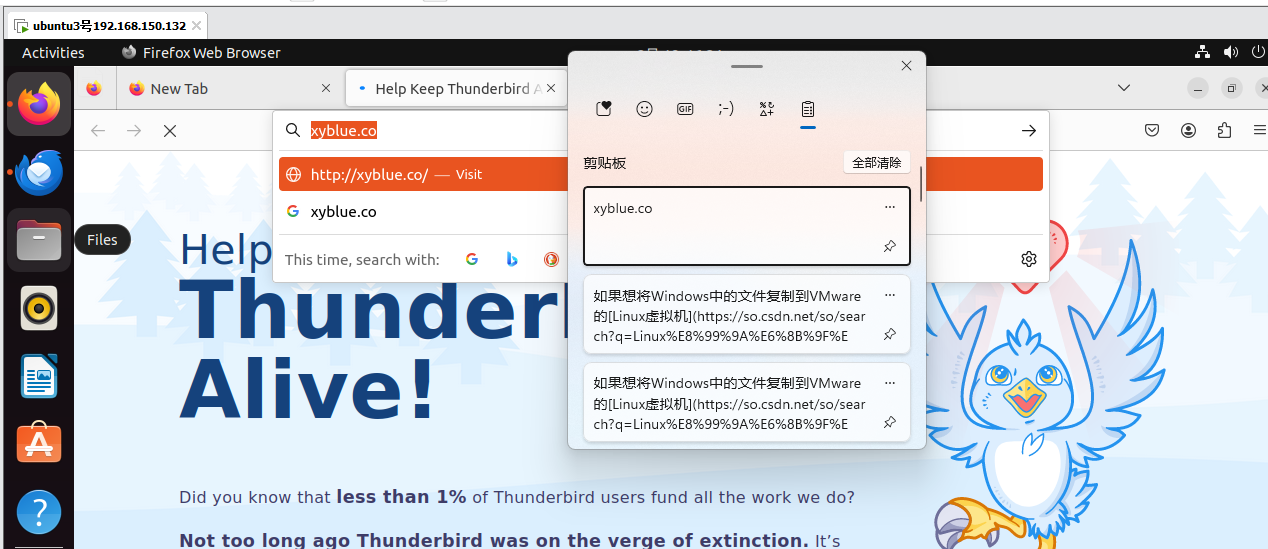 ubuntu3号192.168.150.132
Activities
Firefox Web Browser
New Tab
Help Keep Thunderbird A
xyblue.co
http://xyblue.co/ — Visit
xyblue.co
This time, search with:
Files
GIF
剪贴板
全部清除
xyblue.co
如果想将Windows中的文件复制到VMware
的[Linux虚拟机](https://so.csdn.net/so/sear
ch?q=Linux%E8%99%9A%E6%8B%9F%E
如果想将Windows中的文件复制到VMware
的[Linux虚拟机](https://so.csdn.net/so/sear
ch?q=Linux%E8%99%9A%E6%8B%9F%E
Help
Thunderb
Alive!
Did you know that less than 1% of Thunderbird users fund all the work we do?
Not too long ago Thunderbird was on the verge of extinction. It's